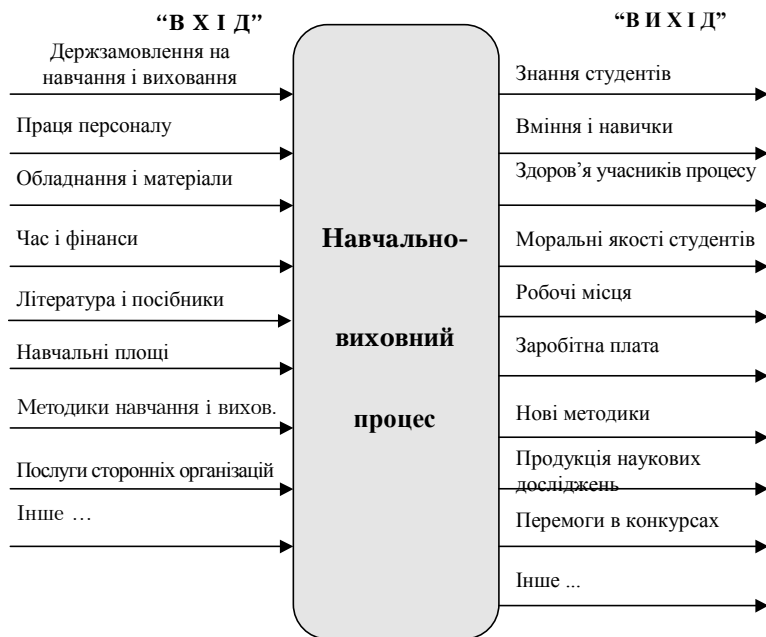 “В Х І Д”
Держзамовлення на
навчання і виховання
Праця персоналу
Обладнання і матеріали
Час і фінанси
Література і посібники
Навчальні площі
Методики навчання і вихов.
Послуги сторонніх організацій
Інше …
Навчально-
виховний
процес
“В И Х І Д”
Знання студентів
Вміння і навички
Здоров’я учасників процесу
Моральні якості студентів
Робочі місця
Заробітна плата
Нові методики
Продукція наукових
досліджень
Перемоги в конкурсах
Інше ...